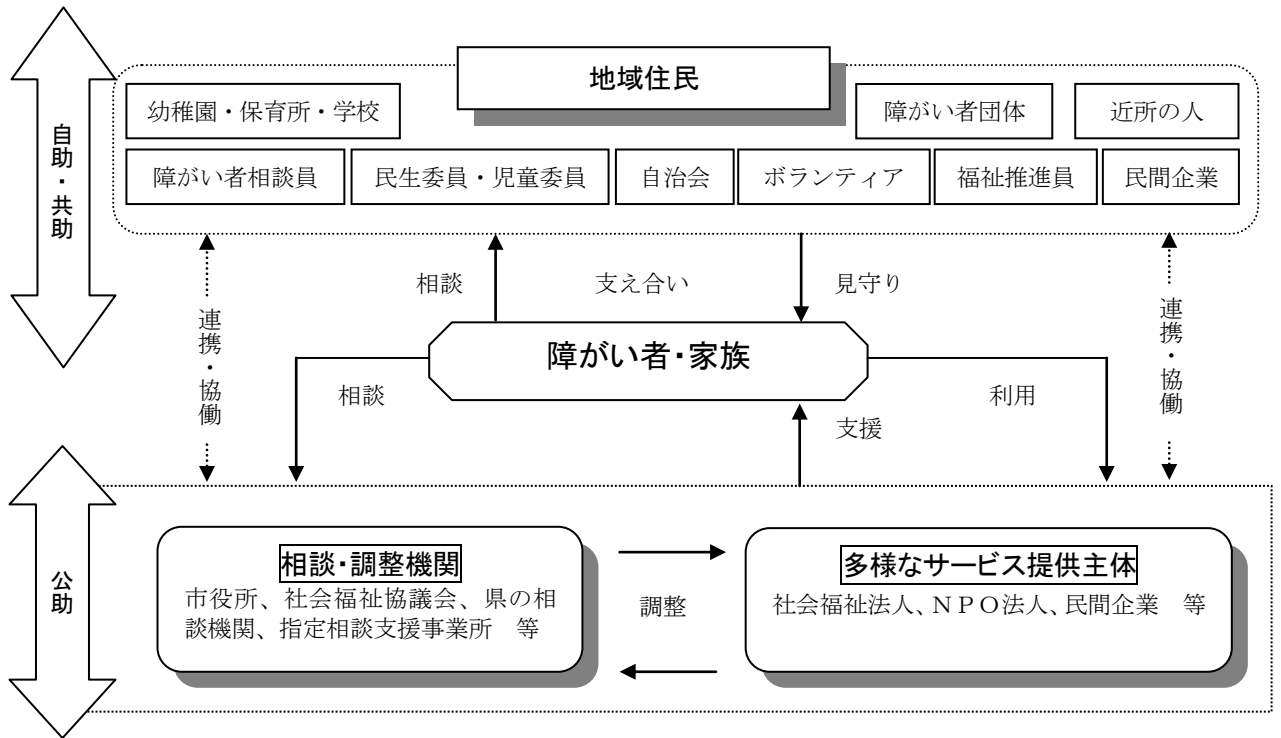 地域住民
幼稚園・保育所・学校
障がい者団体
近所の人
障がい者相談員
民生委員・児童委員
自治会
ボランティア
福祉推進員
民間企業
自助・共助
相談
支え合い
見守り
連携・協働
連携・協働
障がい者・家族
相談
利用
支援
公助
相談・調整機関
市役所、社会福祉協議会、県の相
談機関、指定相談支援事業所　等
調整
多様なサービス提供主体
社会福祉法人、ＮＰＯ法人、民間企業　等